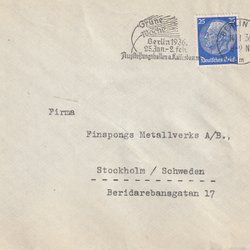 Grüne
Woche
Berlin 1936
25. Jan.-2. Feb.
Ausstellungshallen a. Kaiserdamm
25 25
Deutsches Reich
Firma
Finspongs Metallverks A/B.,
Stockholm / Schweden
Beridarebansgatan 17